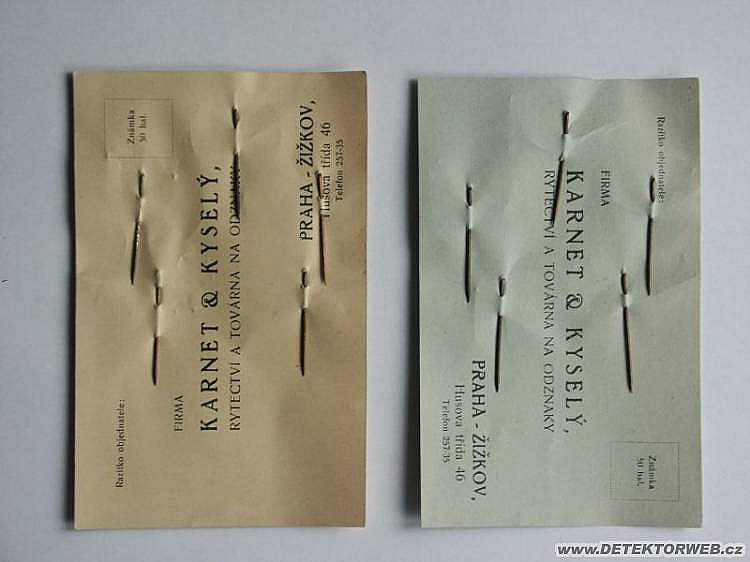 Známka
50 hal.
Razítko objednatele:
FIRMA
KARNET & KYSELÝ,
RYTECTVÍ A TOVÁRNA NA ODZNAKY
PRAHA - ŽIŽKOV,
Husova třída 46
Telefon 257-35
Razítko objednatele:
FIRMA
KARNET & KYSELÝ,
RYTECTVÍ A TOVÁRNA NA ODZNAKY
PRAHA - ŽIŽKOV,
Husova třída 46
Telefon 257-35
Známka
50 hal.
www.DETEKTORWEB.cz